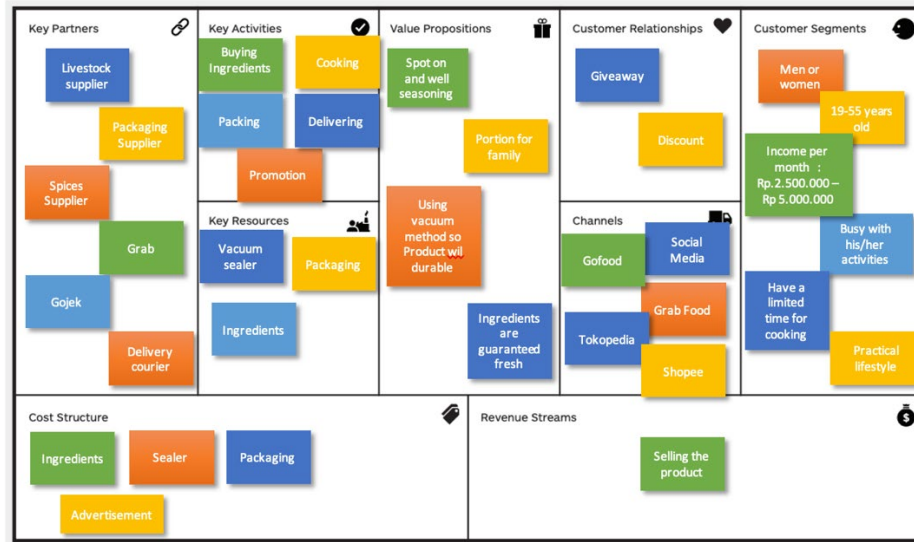 Key Partners
Livestock
supplier
Packaging
Supplier
Spices
Supplier
Grab
Gojek
Delivery
courier
Key Activities
Buying
Ingredients
Cooking
Packing
Delivering
Promotion
Key Resources
Vacuum
sealer
Packaging
Ingredients
Value Propositions
Spot on
and well
seasoning
Portion for
family
Using
vacuum
method so
Product wil
durable
Ingredients
are
guaranteed
fresh
Customer Relationships
Giveaway
Discount
Channels
Gofood
Social
Media
Grab Food
Tokopedia
Shopee
Customer Segments
Men or
women
19-55 years
old
Income per
month :
Rp.2.500.000 –
Rp 5.000.000
Busy with
his/her
activities
Have a
limited
time for
cooking
Practical
lifestyle
Cost Structure
Ingredients
Sealer
Packaging
Advertisement
Revenue Streams
$
Selling the
product